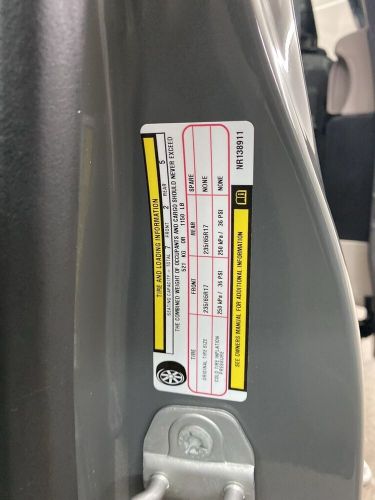 TIRE AND LOADING INFORMATION
SEATING CAPACITY - TOTAL 7 FRONT 2 REAR 5
THE COMBINED WEIGHT OF OCCUPANTS AND CARGO SHOULD NEVER EXCEED
521 KG OR 1150 LB
TIRE FRONT REAR SPARE
ORIGINAL TIRE SIZE 235/65R17 235/65R17 NONE
COLD TIRE INFLATION PRESSURE 250 kPa / 36 PSI 250 kPa / 36 PSI NONE
SEE OWNERS MANUAL FOR ADDITIONAL INFORMATION
NR138911